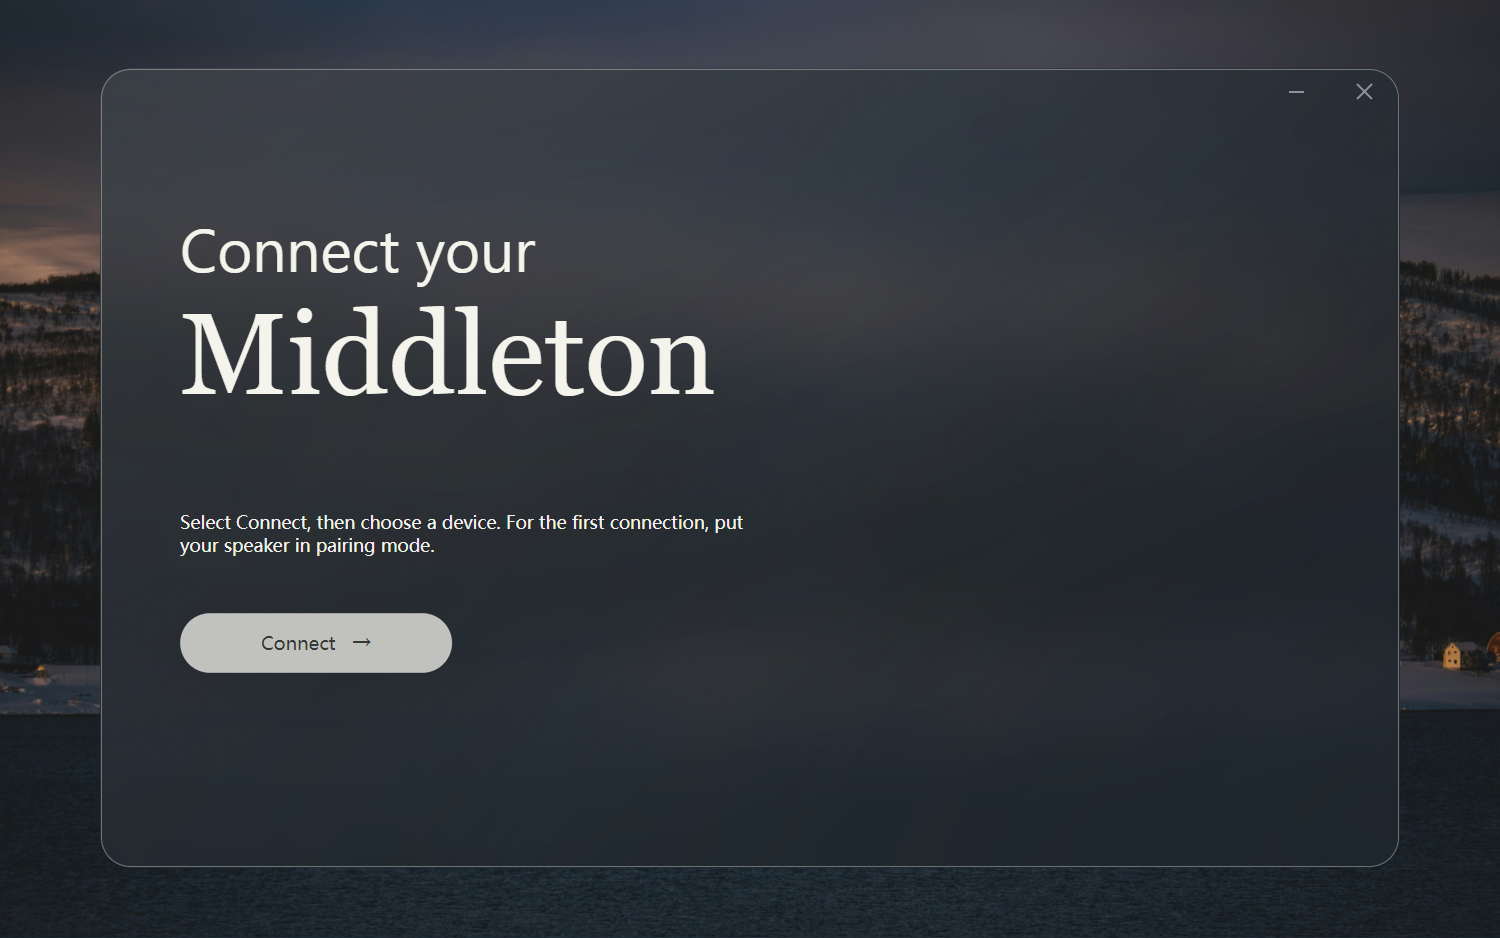 Connect your
Middleton
Select Connect, then choose a device. For the first connection, put
your speaker in pairing mode.
Connect →